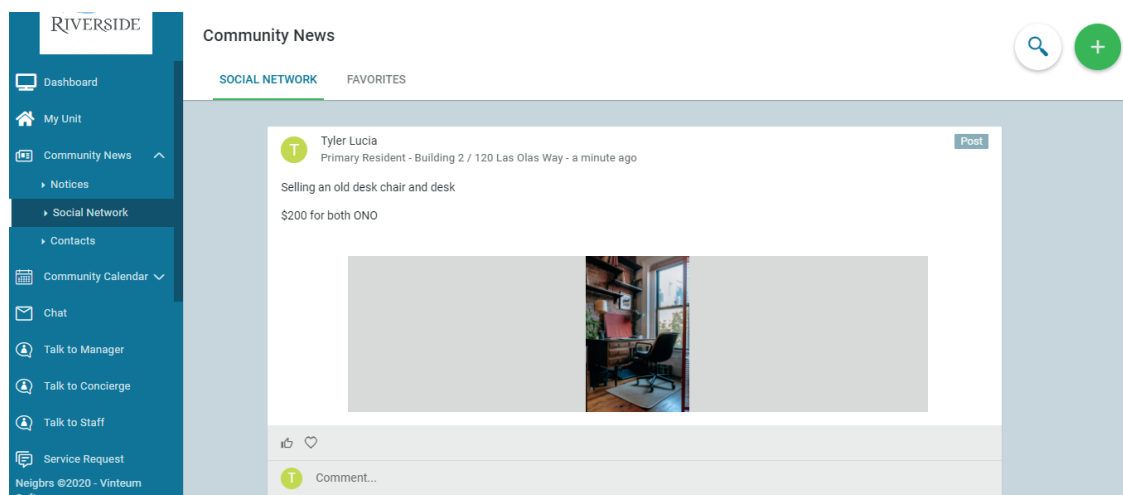 RIVERSIDE
Dashboard
My Unit
Community News
Notices
Social Network
Contacts
Community Calendar
Chat
Talk to Manager
Talk to Concierge
Talk to Staff
Service Request
Neigbrs ©2020 - Vinteum
Community News
SOCIAL NETWORK
FAVORITES
T
Tyler Lucia
Post
Primary Resident - Building 2 / 120 Las Olas Way - a minute ago
Selling an old desk chair and desk
$200 for both ONO
T
Comment...